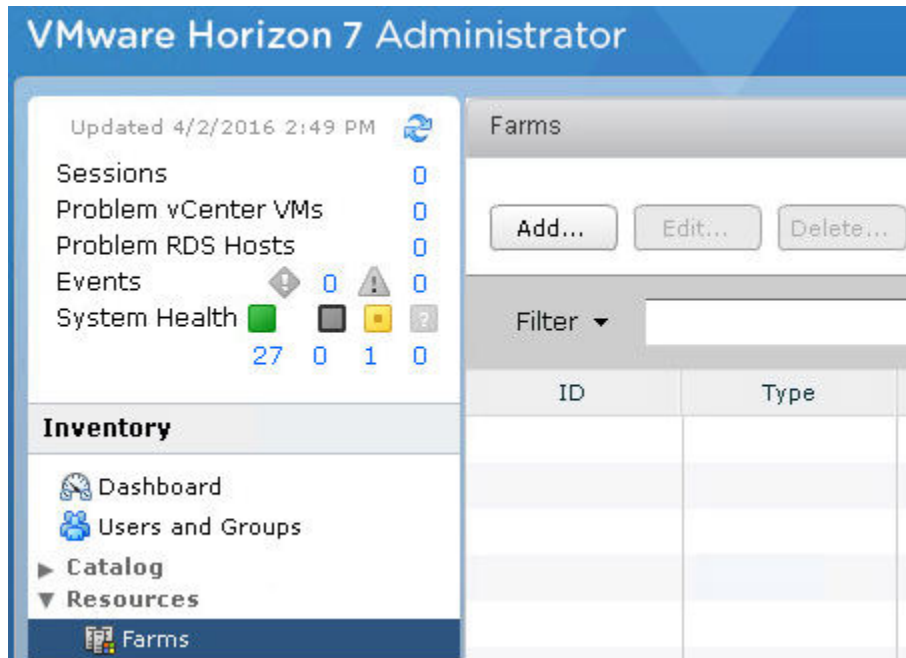 VMware Horizon 7 Administrator
Updated 4/2/2016 2:49 PM
Sessions 0
Problem vCenter VMs 0
Problem RDS Hosts 0
Events 0 0
System Health
27 0 1 0
Inventory
Dashboard
Users and Groups
Catalog
Resources
Farms
Farms
Add... Edit... Delete...
Filter
ID Type